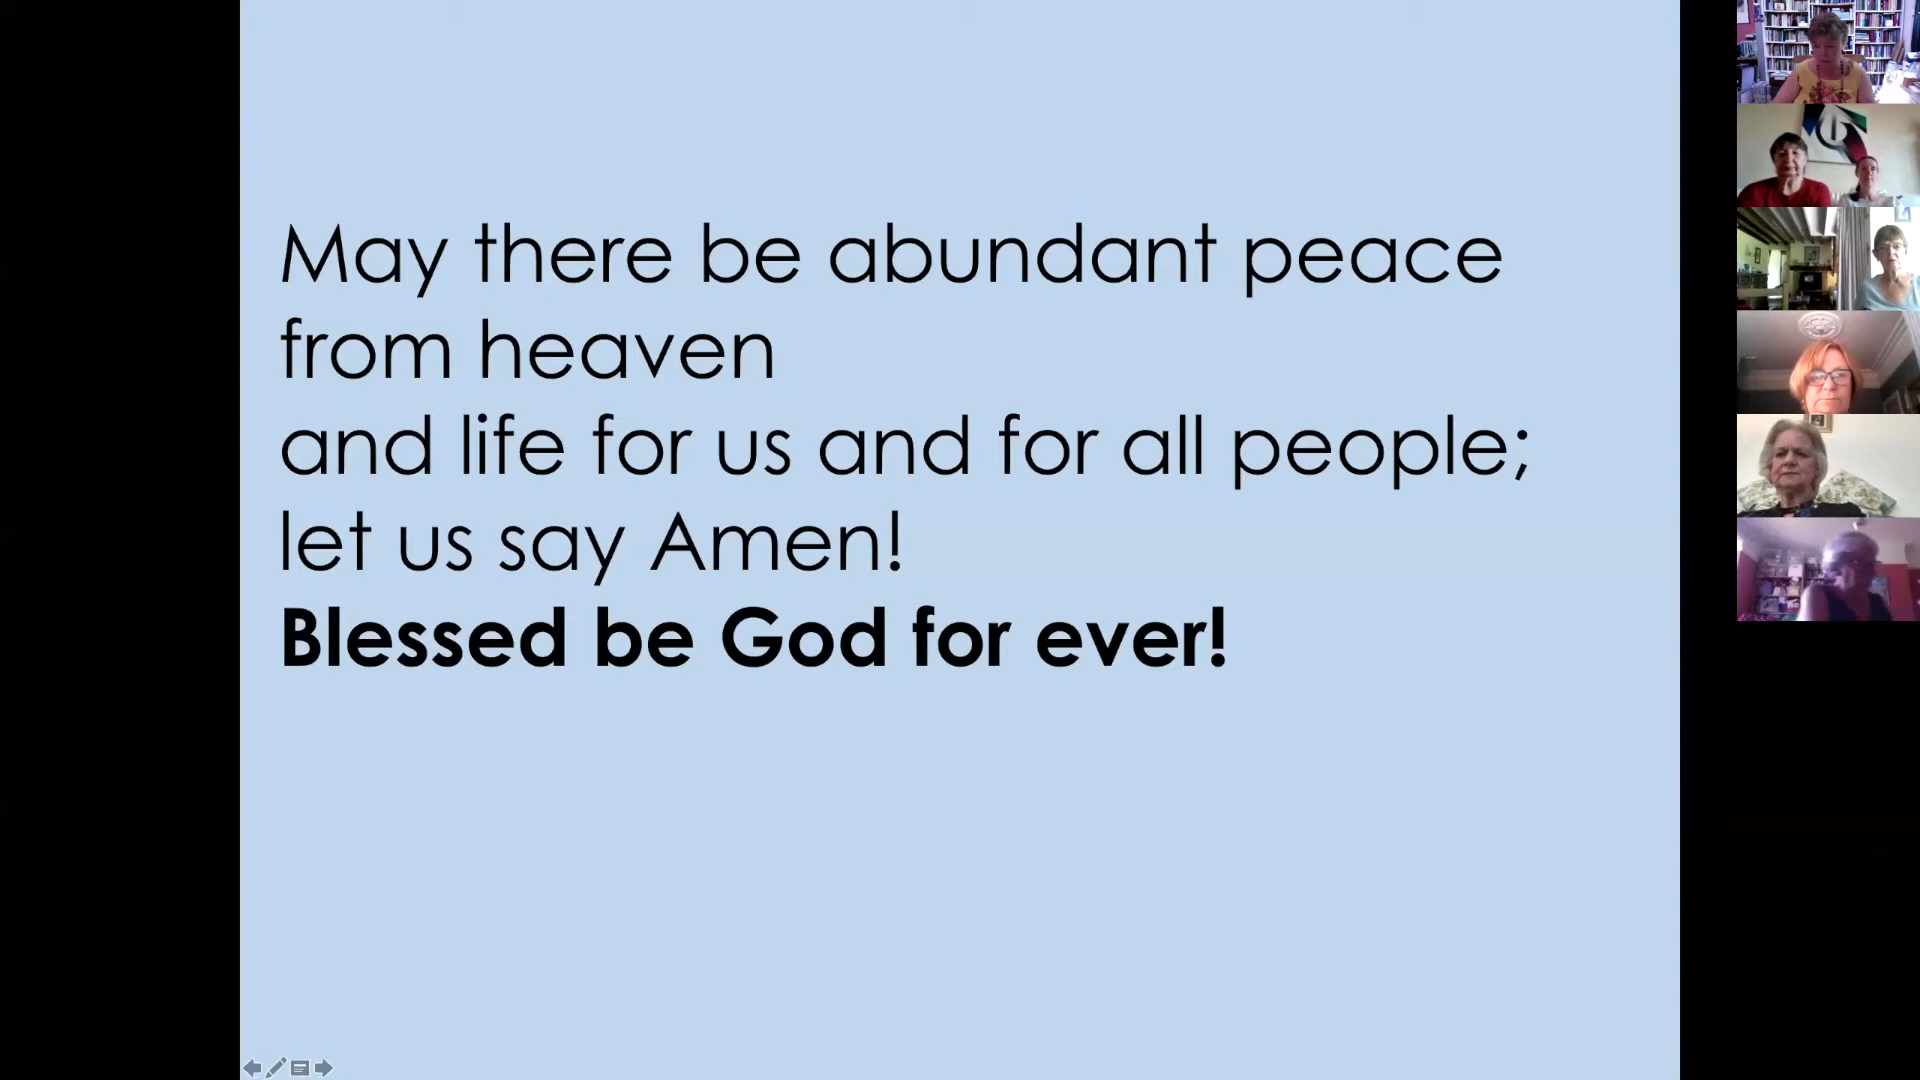 May there be abundant peace
from heaven
and life for us and for all people;
let us say Amen!
Blessed be God for ever!